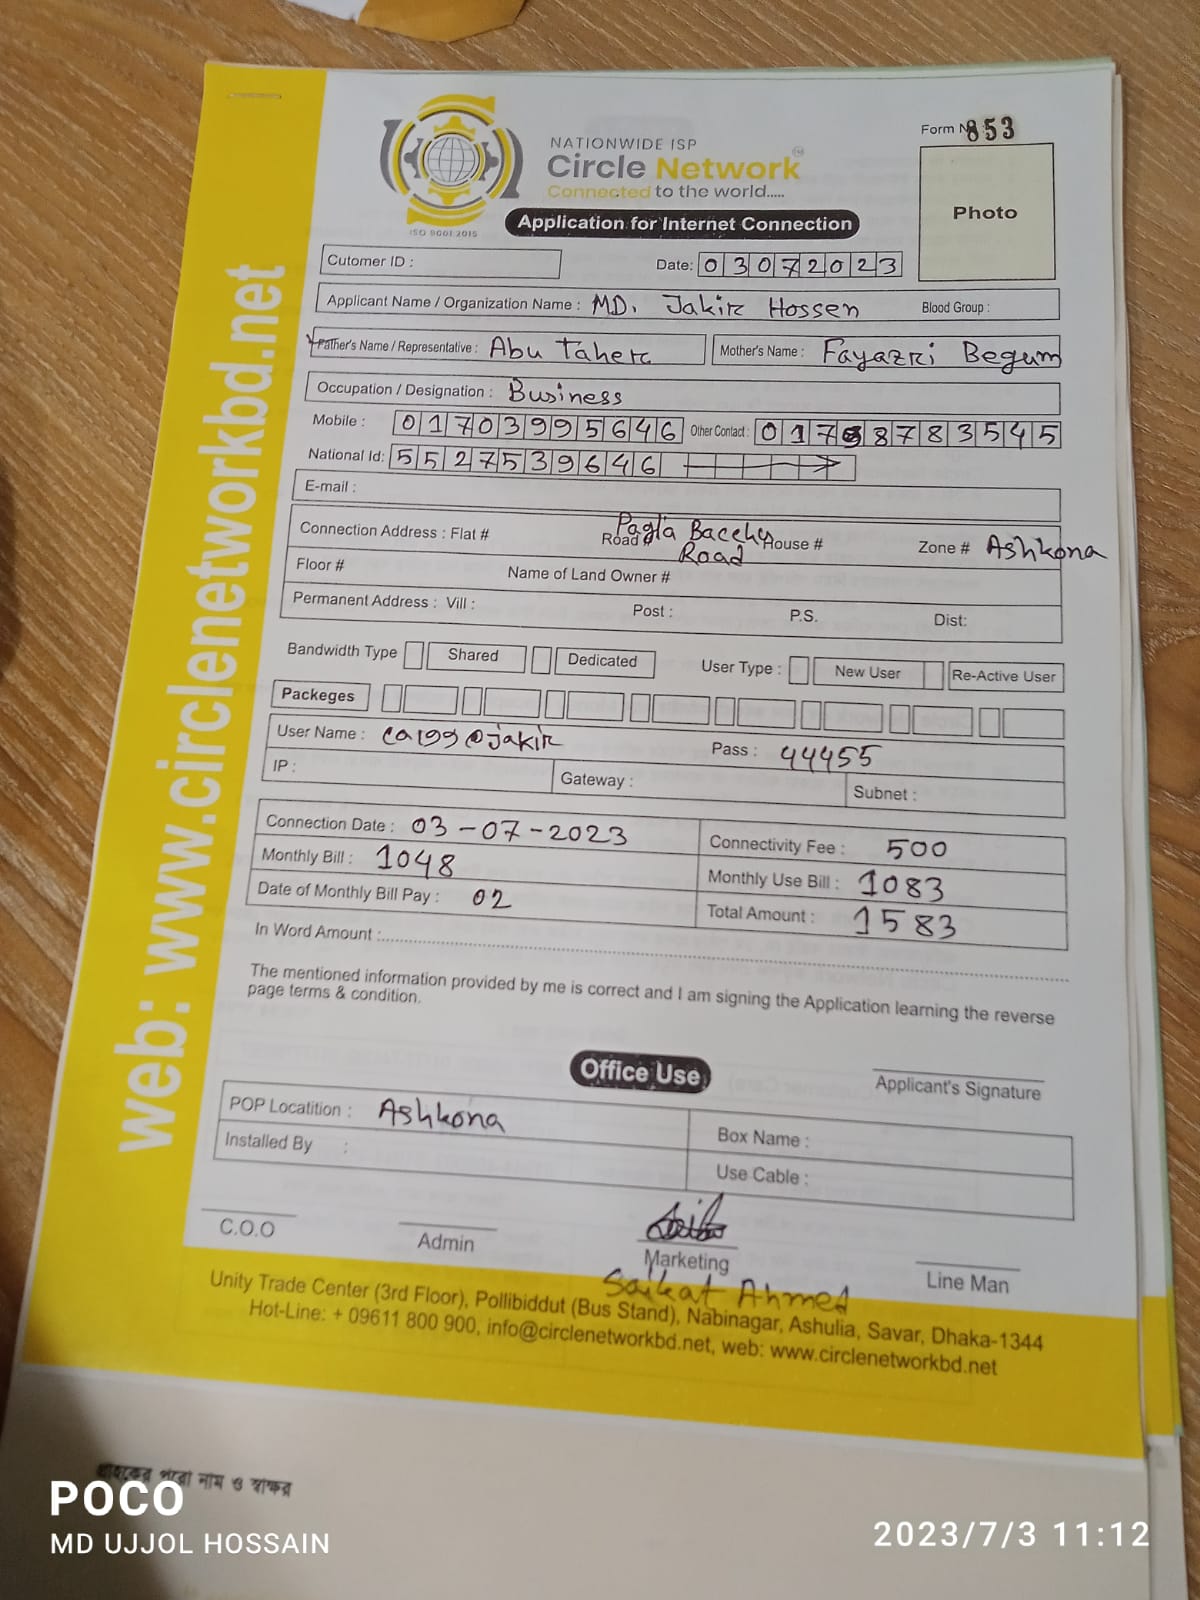 NATIONWIDE ISP
Circle Network TM
Connected to the world.....
ISO 9001:2015
Form No 853
Photo
Application for Internet Connection
Cutomer ID :
Date: 03072023
Applicant Name / Organization Name : MD. Jakir Hossen Blood Group :
Father's Name / Representative : Abu Taher Mother's Name : Fayazri Begum
Occupation / Designation : Business
Mobile : 01703995646 Other Contact : 01788783545
National Id: 5527539646
E-mail :
Connection Address : Flat # Road # Pagla Bacchu Road House # Zone # Ashkona
Floor # Name of Land Owner #
Permanent Address : Vill : Post : P.S. Dist:
Bandwidth Type Shared Dedicated User Type : New User Re-Active User
Packeges
User Name : @jakir Pass : 44455
IP : Gateway : Subnet :
Connection Date : 03-07-2023 Connectivity Fee : 500
Monthly Bill : 1048 Monthly Use Bill : 1083
Date of Monthly Bill Pay : 02 Total Amount : 1583
In Word Amount :
The mentioned information provided by me is correct and I am signing the Application learning the reverse
page terms & condition.
Applicant's Signature
Office Use
POP Locatition : Ashkona Box Name :
Installed By : Use Cable :
C.O.O Admin Marketing Line Man
Saikat Ahmed
Unity Trade Center (3rd Floor), Pollibiddut (Bus Stand), Nabinagar, Ashulia, Savar, Dhaka-1344
Hot-Line: + 09611 800 900, info@circlenetworkbd.net, web: www.circlenetworkbd.net
web: www.circlenetworkbd.net
নাম ও স্বাক্ষর
POCO
MD UJJOL HOSSAIN
2023/7/3 11:12